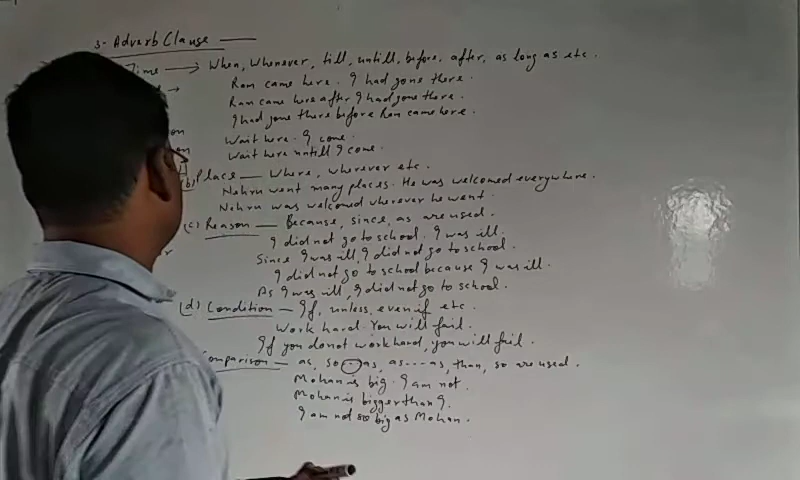 3- Adverb Clause —
Time → When, Whenever, till, untill, before, after, as long as etc.
Ram came here. I had gone there.
Ram came here after I had gone there.
I had gone there before Ram came here.
Wait here. I come.
Wait here untill I come.
(b) Place — Where, wherever etc.
Nehru went many places. He was welcomed everywhere.
Nehru was welcomed wherever he went.
(c) Reason — Because, since, as are used.
I did not go to school. I was ill.
Since I was ill, I did not go to school.
I did not go to school because I was ill.
As I was ill, I did not go to school.
(d) Condition — If, unless, even if etc.
Work hard. You will fail.
If you do not work hard, you will fail.
Comparison — as, so---as, as---as, than, so are used.
Mohan is big. I am not.
Mohan is bigger than I.
I am not so big as Mohan.